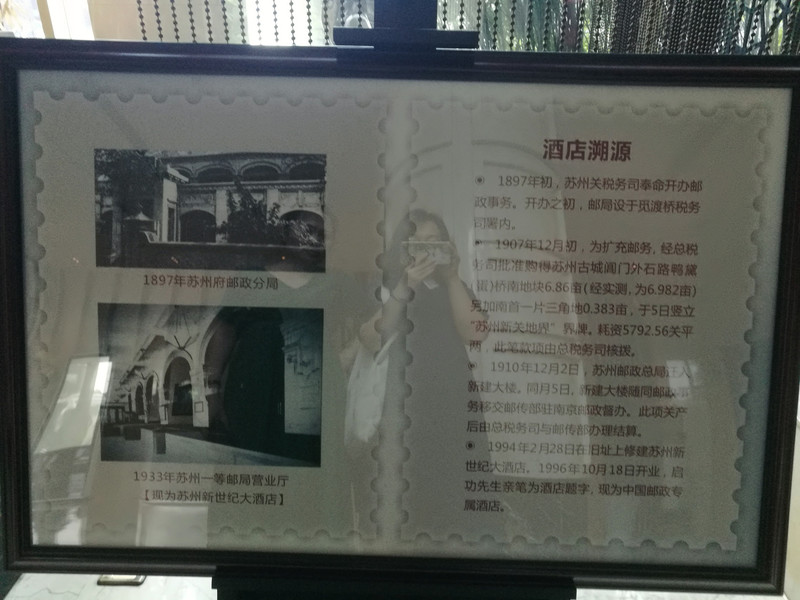 1897年苏州府邮政分局
1933年苏州一等邮局营业厅
【现为苏州新世纪大酒店】
酒店溯源
◉ 1897年初，苏州关税务司奉命开办邮
政事务。开办之初，邮局设于觅渡桥税务
司署内。
◉ 1907年12月初，为扩充邮务，经总税
务司批准购得苏州古城阊门外石路鸭黛
(蛋)桥南地块6.86亩(经实测,为6.982亩)
另加南首一片三角地0.383亩，于5日竖立
“苏州新关地界”界牌。耗资5792.56关平
两，此笔款项由总税务司核拨。
◉ 1910年12月2日，苏州邮政总局迁入
新建大楼。同月5日，新建大楼随同邮政事
务移交邮传部驻南京邮政督办。此项关产
后由总税务司与邮传部办理结算。
◉ 1994年2月28日在旧址上修建苏州新
世纪大酒店。1996年10月18日开业，启
功先生亲笔为酒店题字，现为中国邮政专
属酒店。